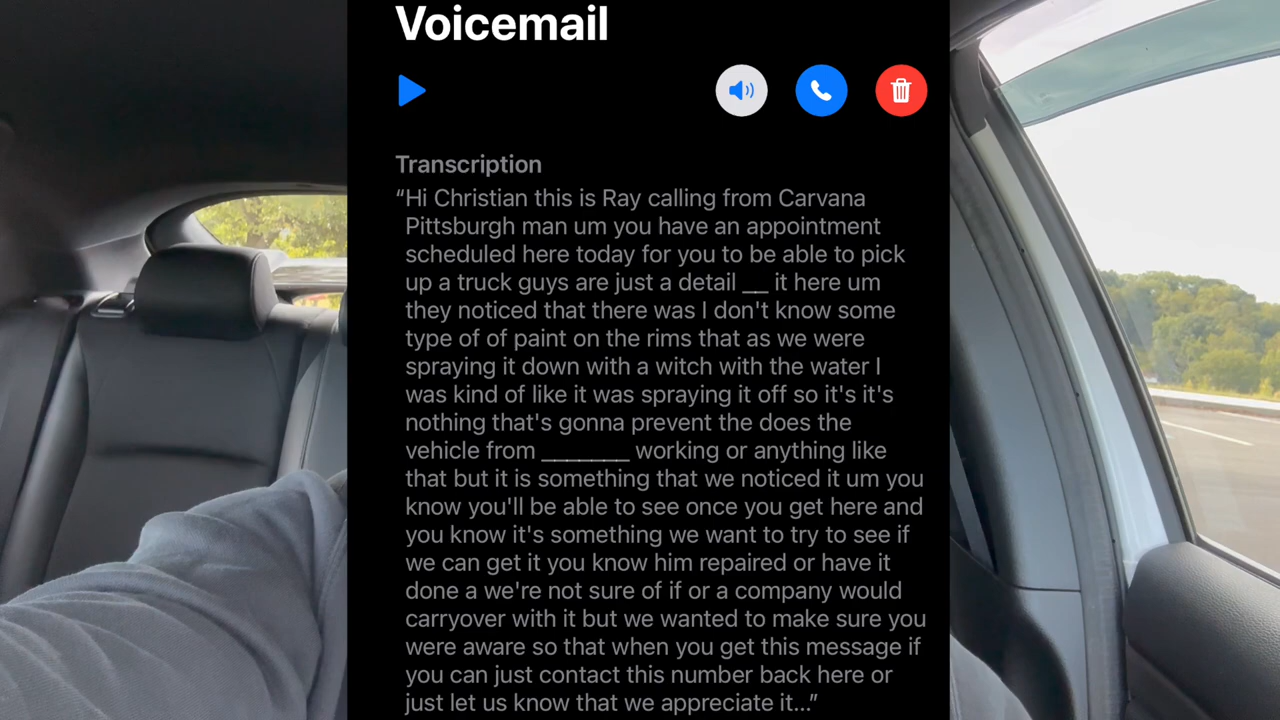 Voicemail
Transcription
“Hi Christian this is Ray calling from Carvana
Pittsburgh man um you have an appointment
scheduled here today for you to be able to pick
up a truck guys are just a detail __ it here um
they noticed that there was I don't know some
type of of paint on the rims that as we were
spraying it down with a witch with the water I
was kind of like it was spraying it off so it's it's
nothing that's gonna prevent the does the
vehicle from _______ working or anything like
that but it is something that we noticed it um you
know you'll be able to see once you get here and
you know it's something we want to try to see if
we can get it you know him repaired or have it
done a we're not sure of if or a company would
carryover with it but we wanted to make sure you
were aware so that when you get this message if
you can just contact this number back here or
just let us know that we appreciate it...”